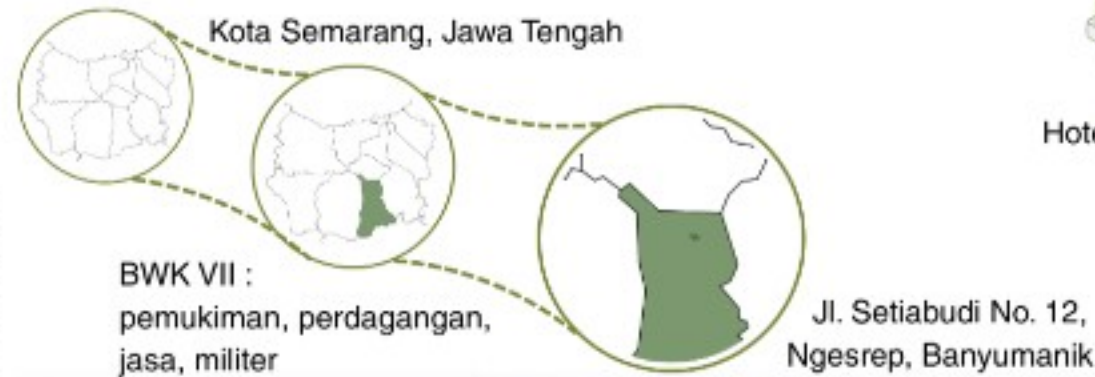 Kota Semarang, Jawa Tengah
BWK VII :
pemukiman, perdagangan,
jasa, militer
Jl. Setiabudi No. 12,
Ngesrep, Banyumanik